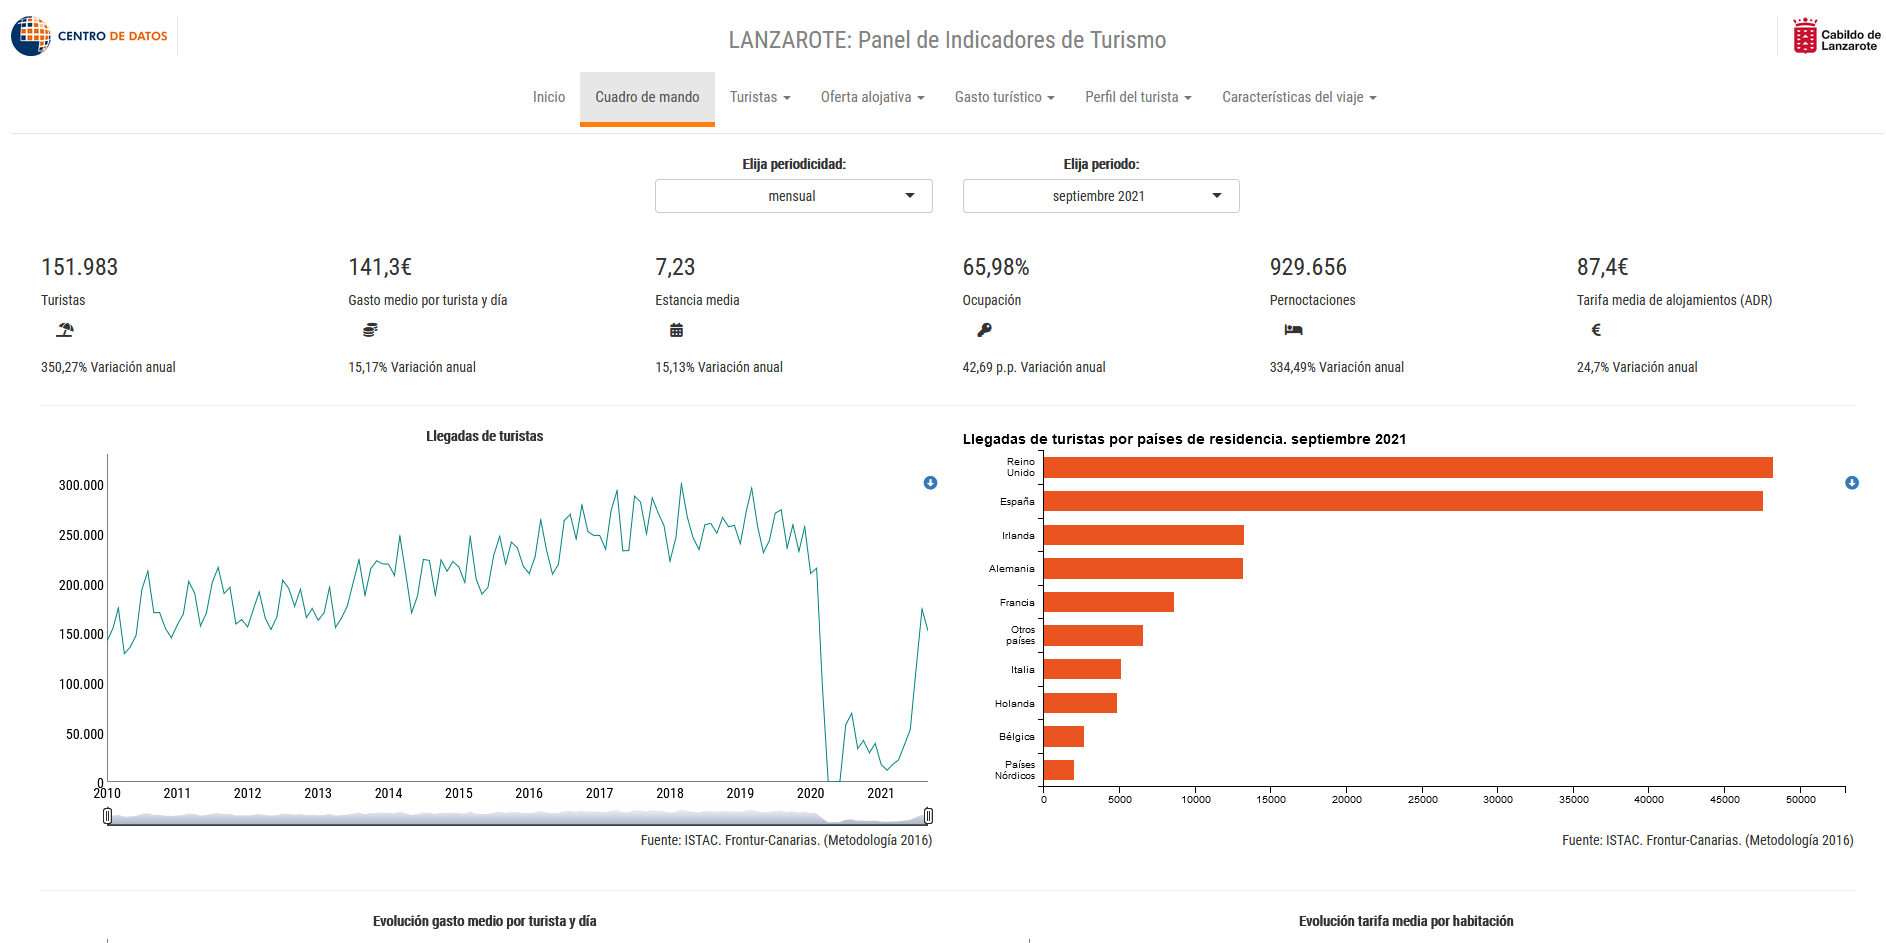 CENTRO DE DATOS
LANZAROTE: Panel de Indicadores de Turismo
Cabildo de
Lanzarote
Inicio
Cuadro de mando
Turistas
Oferta alojativa
Gasto turístico
Perfil del turista
Características del viaje
Elija periodicidad:
mensual
Elija periodo:
septiembre 2021
151.983
Turistas
350,27% Variación anual
141,3€
Gasto medio por turista y día
15,17% Variación anual
7,23
Estancia media
15,13% Variación anual
65,98%
Ocupación
42,69 p.p. Variación anual
929.656
Pernoctaciones
334,49% Variación anual
87,4€
Tarifa media de alojamientos (ADR)
€
24,7% Variación anual
Llegadas de turistas
300.000
250.000
200.000
150.000
100.000
50.000
0
2010 2011 2012 2013 2014 2015 2016 2017 2018 2019 2020 2021
Fuente: ISTAC. Frontur-Canarias. (Metodología 2016)
Llegadas de turistas por países de residencia. septiembre 2021
Reino
Unido
España
Irlanda
Alemania
Francia
Otros
países
Italia
Holanda
Bélgica
Países
Nórdicos
0 5000 10000 15000 20000 25000 30000 35000 40000 45000 50000
Fuente: ISTAC. Frontur-Canarias. (Metodología 2016)
Evolución gasto medio por turista y día
Evolución tarifa media por habitación